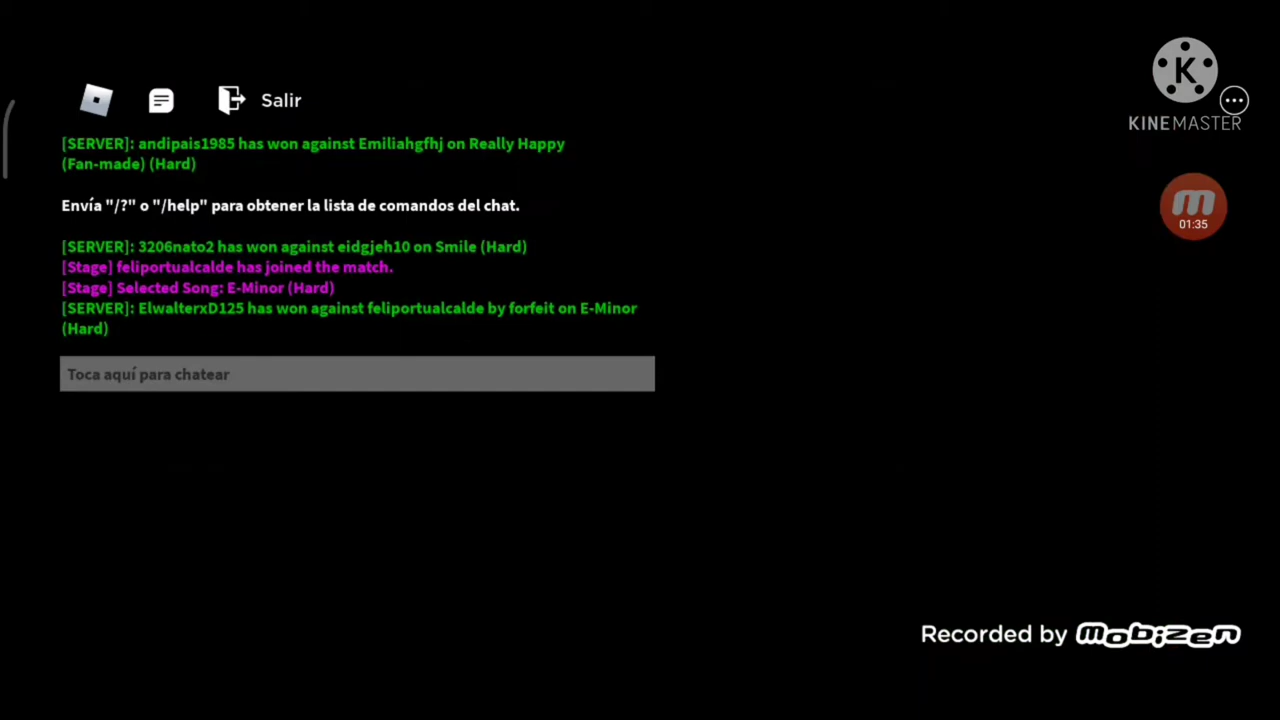 Salir
K
KINEMASTER
[SERVER]: andipais1985 has won against Emiliahgfhj on Really Happy
(Fan-made) (Hard)
Envía "/?" o "/help" para obtener la lista de comandos del chat.
01:35
[SERVER]: 3206nato2 has won against eidgjeh10 on Smile (Hard)
[Stage] feliportualcalde has joined the match.
[Stage] Selected Song: E-Minor (Hard)
[SERVER]: ElwalterxD125 has won against feliportualcalde by forfeit on E-Minor
(Hard)
Toca aquí para chatear
Recorded by mobizen